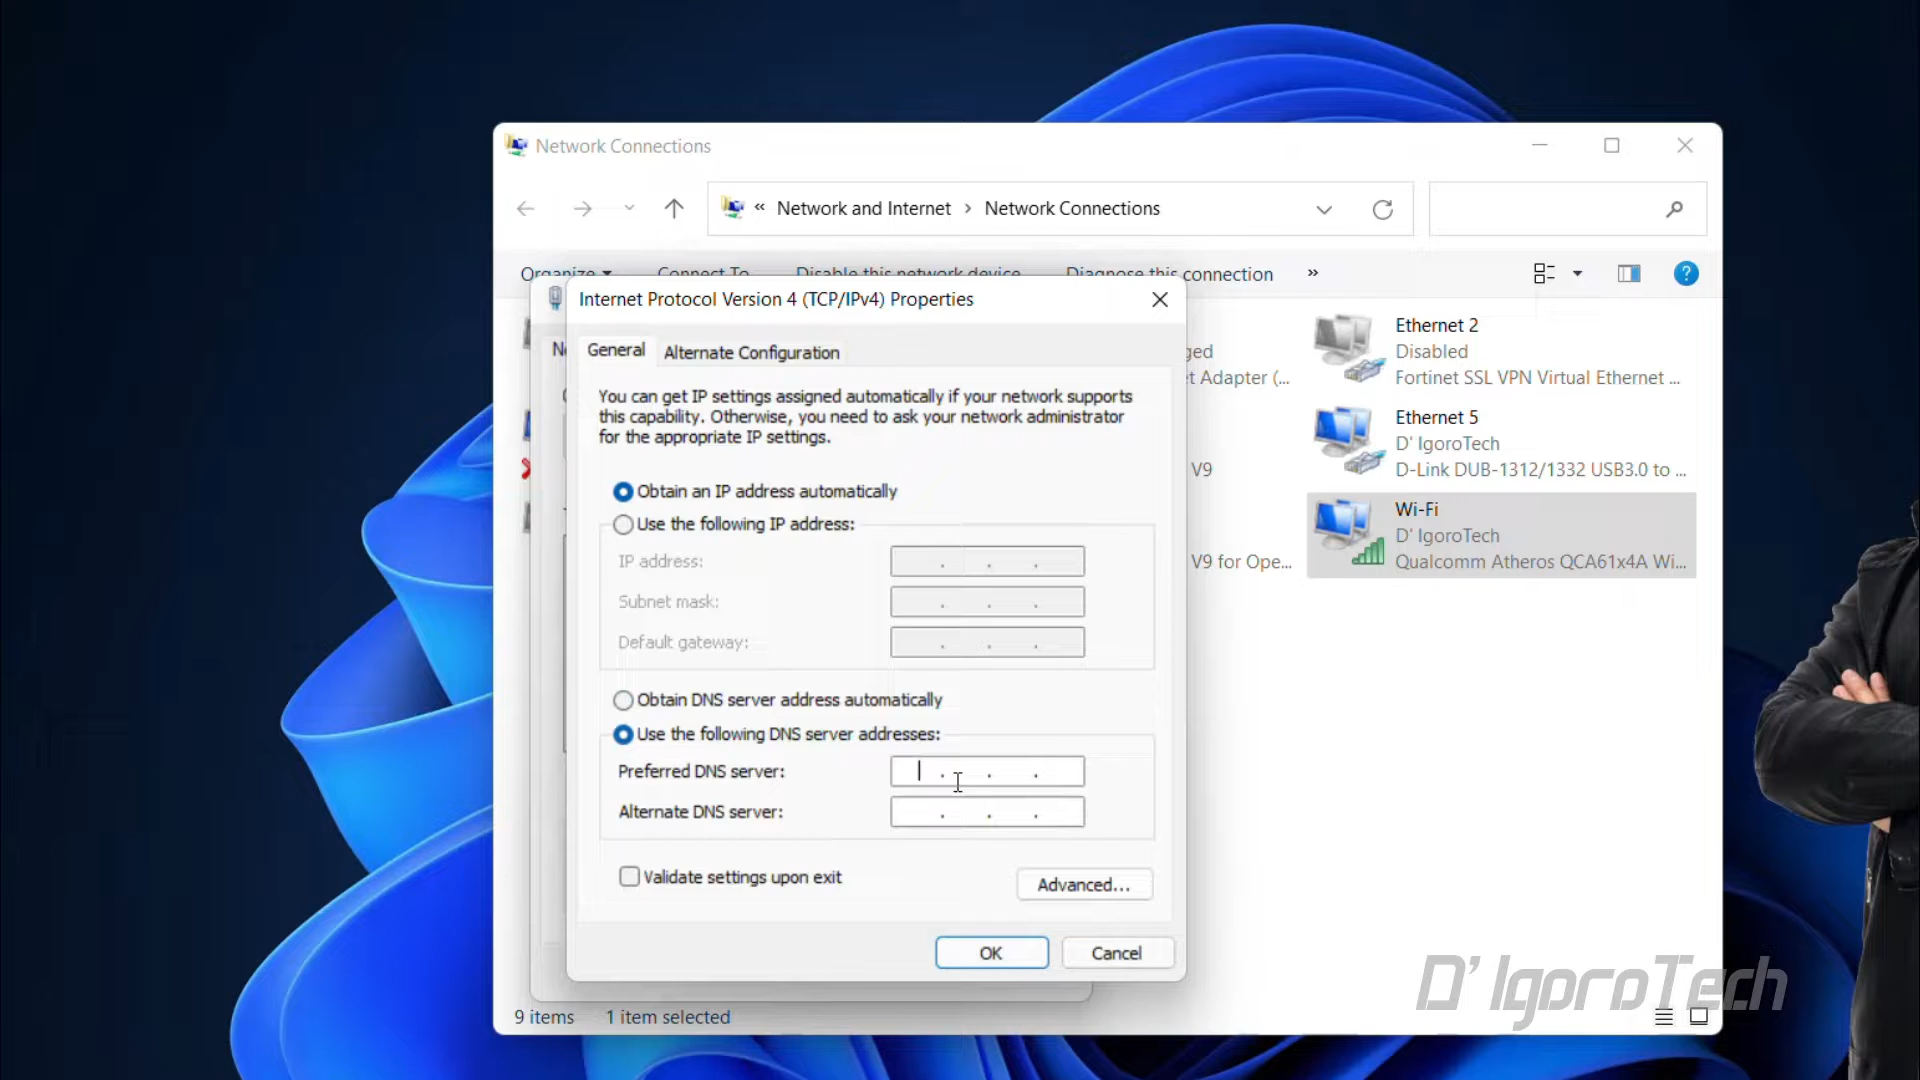 Network Connections
« Network and Internet > Network Connections
Organize Connect To Disable this network device Diagnose this connection »
Internet Protocol Version 4 (TCP/IPv4) Properties
General Alternate Configuration
You can get IP settings assigned automatically if your network supports
this capability. Otherwise, you need to ask your network administrator
for the appropriate IP settings.
Obtain an IP address automatically
Use the following IP address:
IP address: . . .
Subnet mask: . . .
Default gateway: . . .
Obtain DNS server address automatically
Use the following DNS server addresses:
Preferred DNS server: . . .
Alternate DNS server: . . .
Validate settings upon exit
Advanced...
OK Cancel
ged
t Adapter (...
V9
V9 for Ope...
Ethernet 2
Disabled
Fortinet SSL VPN Virtual Ethernet ...
Ethernet 5
D' IgoroTech
D-Link DUB-1312/1332 USB3.0 to ...
Wi-Fi
D' IgoroTech
Qualcomm Atheros QCA61x4A Wi...
9 items 1 item selected
D' IgoroTech